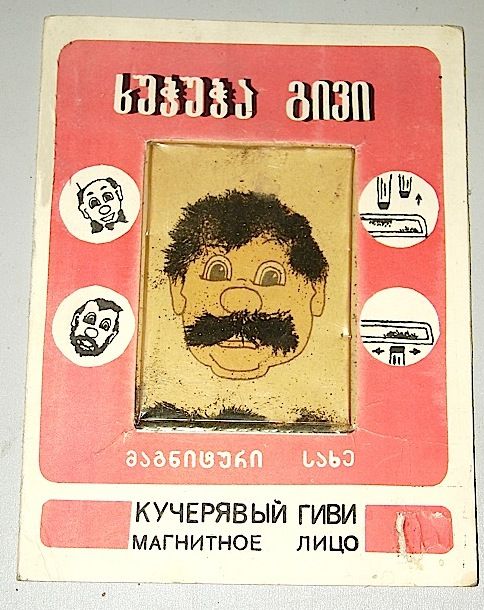 ხუჭუჭა გივი
მაგნიტური სახე
КУЧЕРЯВЫЙ ГИВИ
МАГНИТНОЕ ЛИЦО